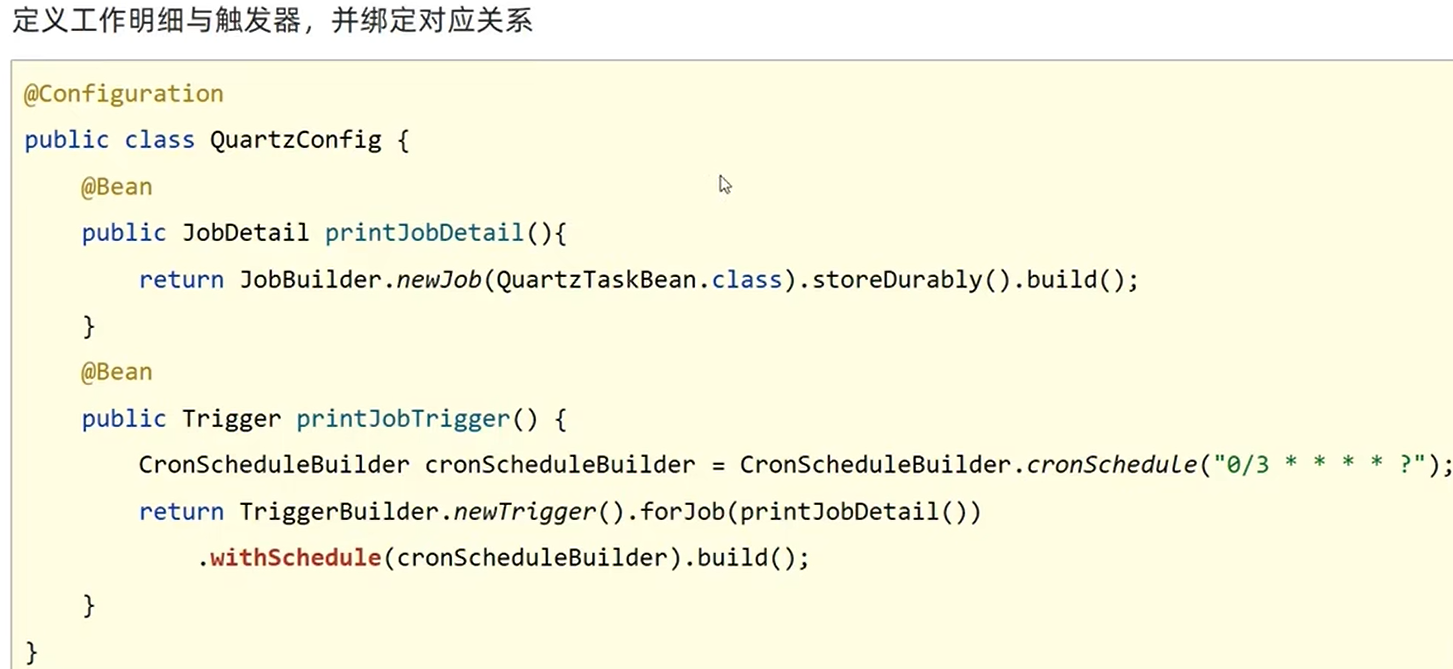 定义工作明细与触发器，并绑定对应关系
@Configuration
public class QuartzConfig {
    @Bean
    public JobDetail printJobDetail(){
        return JobBuilder.newJob(QuartzTaskBean.class).storeDurably().build();
    }
    @Bean
    public Trigger printJobTrigger() {
        CronScheduleBuilder cronScheduleBuilder = CronScheduleBuilder.cronSchedule("0/3 * * * * ?");
        return TriggerBuilder.newTrigger().forJob(printJobDetail())
            .withSchedule(cronScheduleBuilder).build();
    }
}